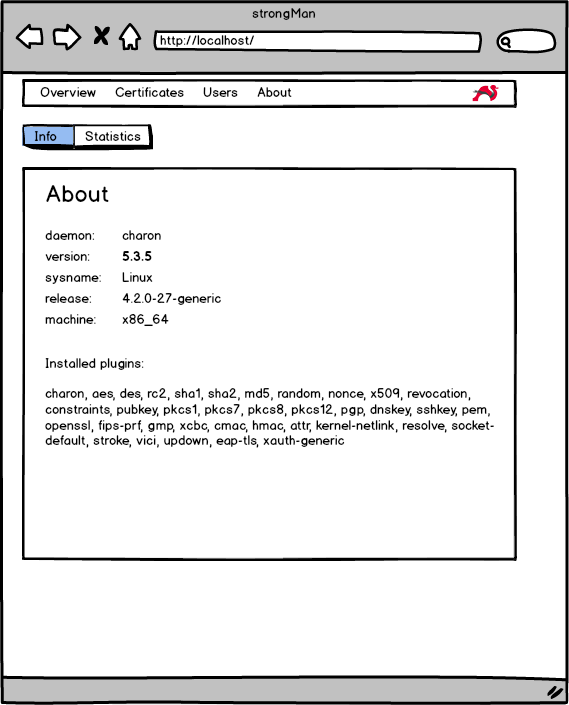 strongMan
http://localhost/
Overview Certificates Users About
Info Statistics
About
daemon: charon
version: 5.3.5
sysname: Linux
release: 4.2.0-27-generic
machine: x86_64
Installed plugins:
charon, aes, des, rc2, sha1, sha2, md5, random, nonce, x509, revocation,
constraints, pubkey, pkcs1, pkcs7, pkcs8, pkcs12, pgp, dnskey, sshkey, pem,
openssl, fips-prf, gmp, xcbc, cmac, hmac, attr, kernel-netlink, resolve, socket-
default, stroke, vici, updown, eap-tls, xauth-generic